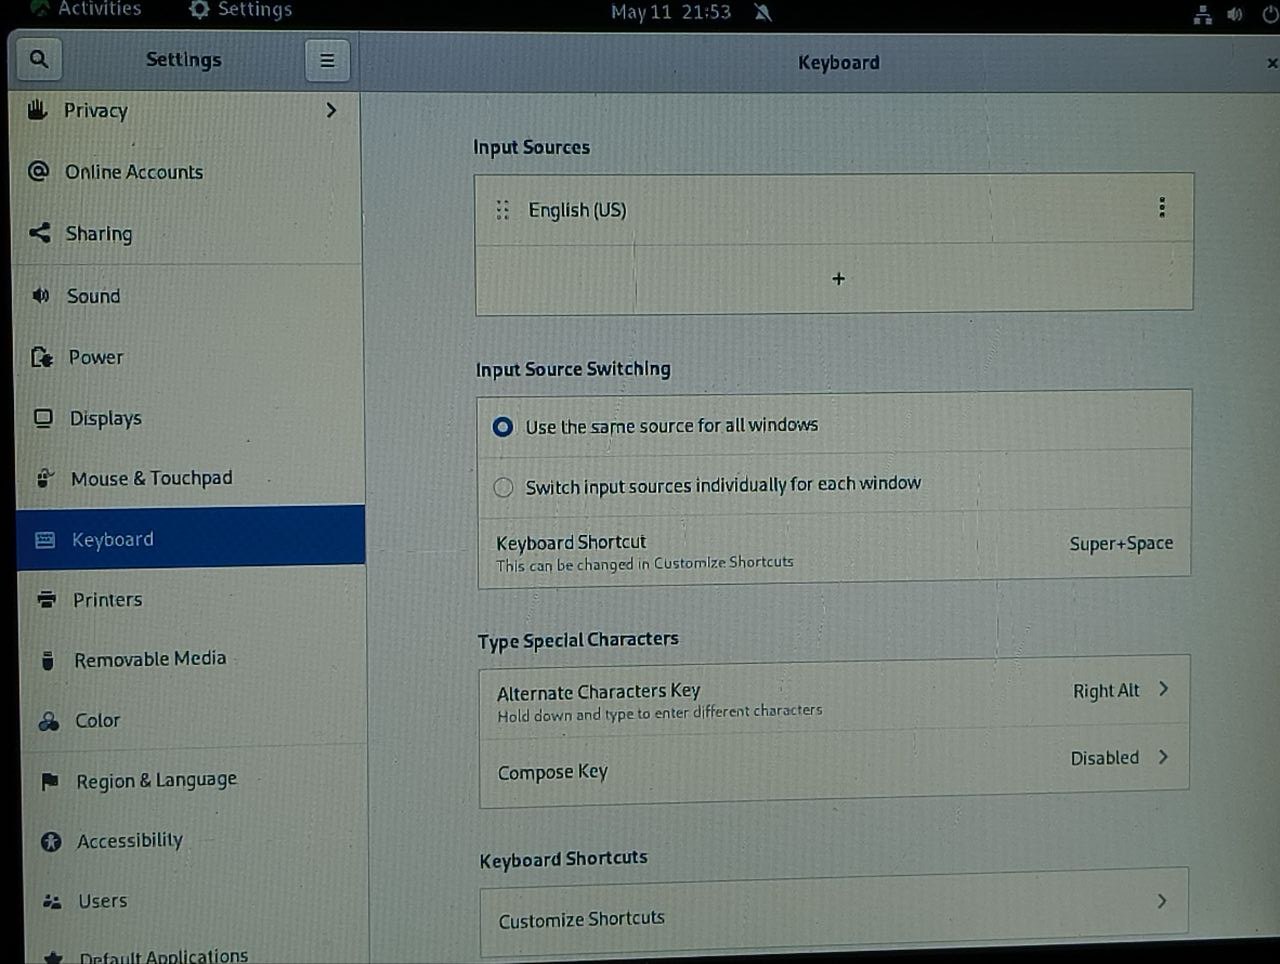 Activities
Settings
May 11 21:53
Settings
Keyboard
Privacy
Online Accounts
Sharing
Sound
Power
Displays
Mouse & Touchpad
Keyboard
Printers
Removable Media
Color
Region & Language
Accessibility
Users
Default Applications
Input Sources
English (US)
+
Input Source Switching
Use the same source for all windows
Switch input sources individually for each window
Keyboard Shortcut
Super+Space
This can be changed in Customize Shortcuts
Type Special Characters
Alternate Characters Key
Right Alt
Hold down and type to enter different characters
Compose Key
Disabled
Keyboard Shortcuts
Customize Shortcuts